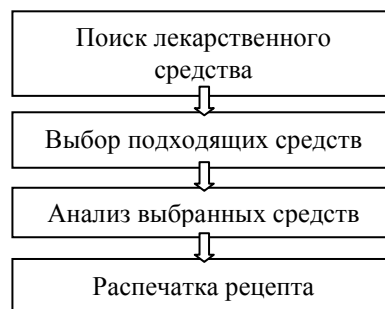 Поиск лекарственного
средства
Выбор подходящих средств
Анализ выбранных средств
Распечатка рецепта